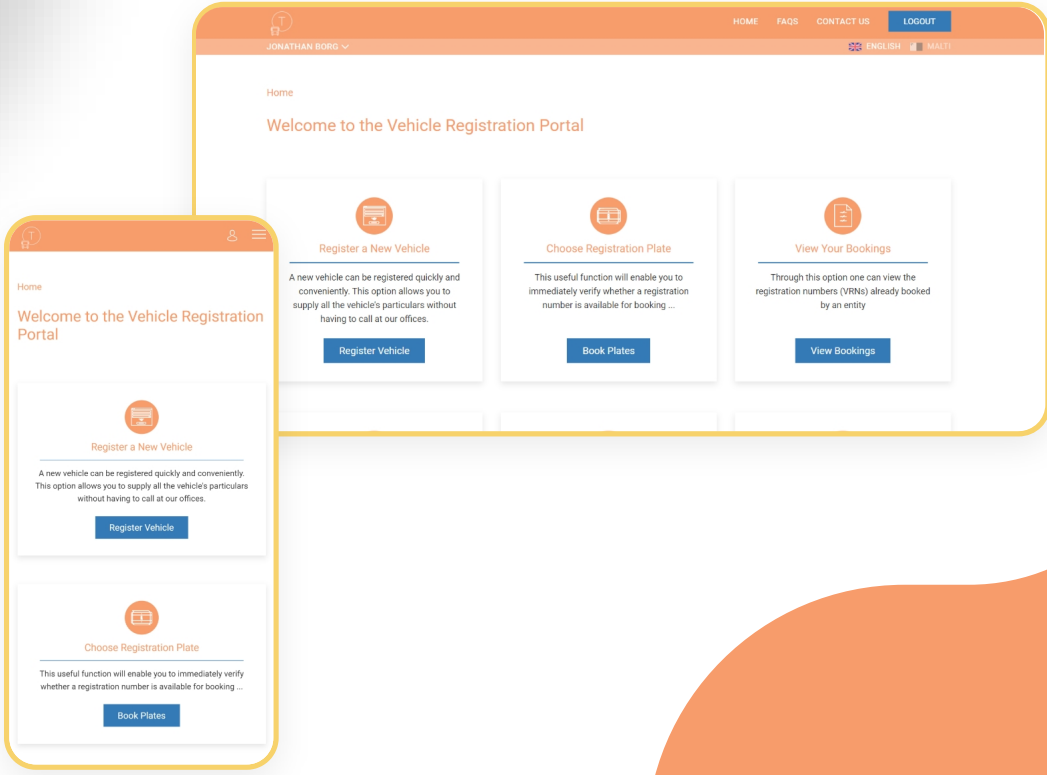 T
HOME FAQS CONTACT US LOGOUT
JONATHAN BORG
ENGLISH MALTI
Home
Welcome to the Vehicle Registration Portal
Register a New Vehicle
A new vehicle can be registered quickly and
conveniently. This option allows you to
supply all the vehicle's particulars without
having to call at our offices.
Register Vehicle
Choose Registration Plate
This useful function will enable you to
immediately verify whether a registration
number is available for booking ...
Book Plates
View Your Bookings
Through this option one can view the
registration numbers (VRNs) already booked
by an entity
View Bookings
T
Home
Welcome to the Vehicle Registration
Portal
Register a New Vehicle
A new vehicle can be registered quickly and conveniently.
This option allows you to supply all the vehicle's particulars
without having to call at our offices.
Register Vehicle
Choose Registration Plate
This useful function will enable you to immediately verify
whether a registration number is available for booking ...
Book Plates